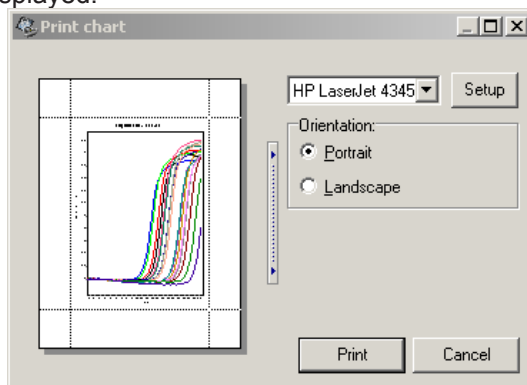 splayed.
Print chart
HP LaserJet 4345
Setup
Orientation:
Portrait
Landscape
Print
Cancel